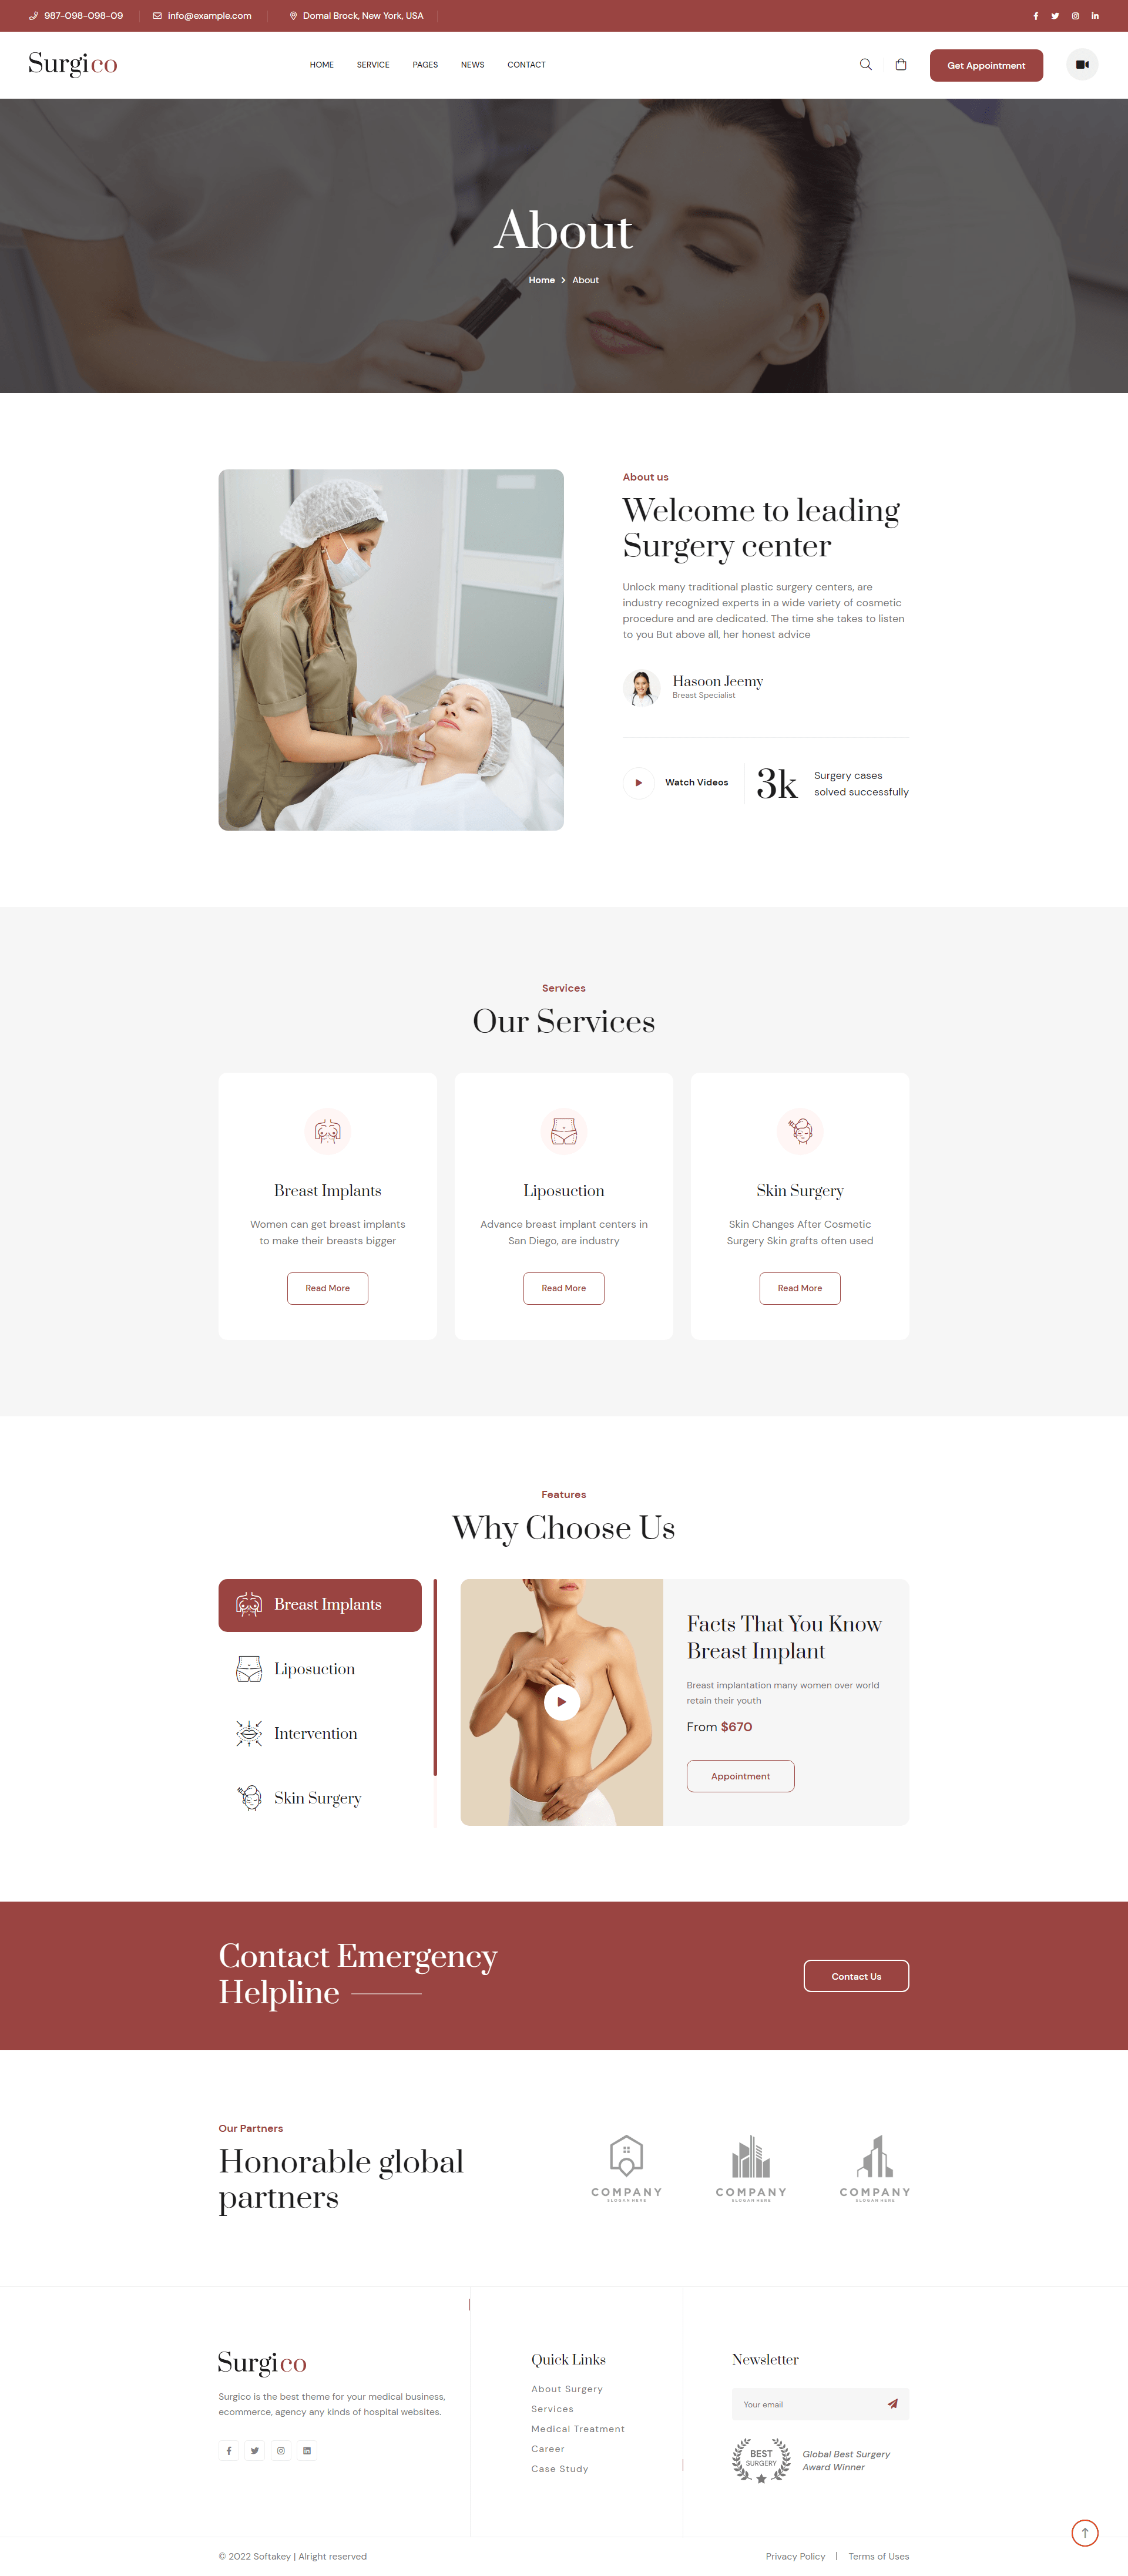 987-098-098-09
info@example.com
Domal Brock, New York, USA
Surgico
HOME
SERVICE
PAGES
NEWS
CONTACT
Get Appointment
About
Home
About
About us
Welcome to leading
Surgery center
Unlock many traditional plastic surgery centers, are
industry recognized experts in a wide variety of cosmetic
procedure and are dedicated. The time she takes to listen
to you But above all, her honest advice
Hasoon Jeemy
Breast Specialist
Watch Videos
3k
Surgery cases
solved successfully
Services
Our Services
Breast Implants
Women can get breast implants
to make their breasts bigger
Read More
Liposuction
Advance breast implant centers in
San Diego, are industry
Read More
Skin Surgery
Skin Changes After Cosmetic
Surgery Skin grafts often used
Read More
Features
Why Choose Us
Breast Implants
Liposuction
Intervention
Skin Surgery
Facts That You Know
Breast Implant
Breast implantation many women over world
retain their youth
From $670
Appointment
Contact Emergency
Helpline
Contact Us
Our Partners
Honorable global
partners
COMPANY
SLOGAN HERE
COMPANY
SLOGAN HERE
COMPANY
SLOGAN HERE
Surgico
Surgico is the best theme for your medical business,
ecommerce, agency any kinds of hospital websites.
Quick Links
About Surgery
Services
Medical Treatment
Career
Case Study
Newsletter
Your email
BEST
SURGERY
Global Best Surgery
Award Winner
© 2022 Softakey | Alright reserved
Privacy Policy
Terms of Uses